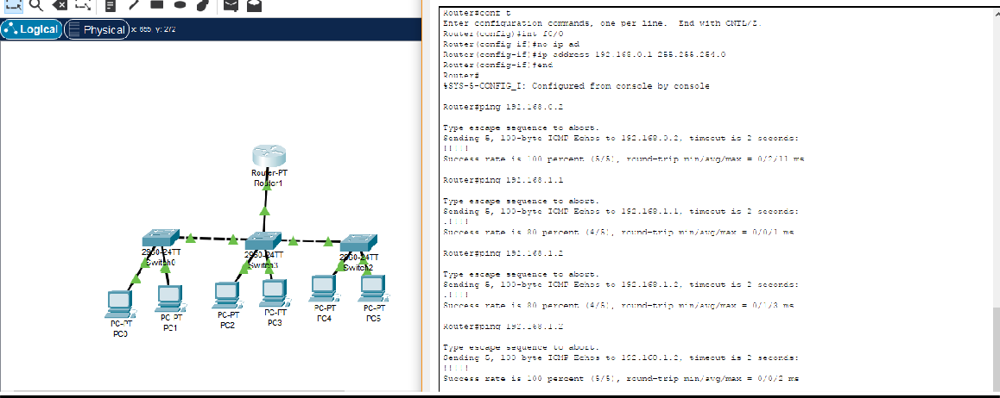 Logical
Physical
x: 655 y: 272
Router-PT
Router1
2960-24TT
Switch0
2950-24TT
Switch3
2960-24TT
Switch2
PC-PT
PC0
PC-PT
PC1
PC-PT
PC2
PC-PT
PC3
PC-PT
PC4
PC-PT
PC5
Router#conf t
Enter configuration commands, one per line. End with CNTL/Z.
Router(config)#int f0/0
Router(config-if)#no ip ad
Router(config-if)#ip address 192.168.0.1 255.255.254.0
Router(config-if)#end
Router#
%SYS-5-CONFIG_I: Configured from console by console
Router#ping 192.168.0.2
Type escape sequence to abort.
Sending 5, 100-byte ICMP Echos to 192.168.0.2, timeout is 2 seconds:
!!!!!
Success rate is 100 percent (5/5), round-trip min/avg/max = 0/2/11 ms
Router#ping 192.168.1.1
Type escape sequence to abort.
Sending 5, 100-byte ICMP Echos to 192.168.1.1, timeout is 2 seconds:
.!!!!
Success rate is 80 percent (4/5), round-trip min/avg/max = 0/0/1 ms
Router#ping 192.168.1.2
Type escape sequence to abort.
Sending 5, 100-byte ICMP Echos to 192.168.1.2, timeout is 2 seconds:
.!!!!
Success rate is 80 percent (4/5), round-trip min/avg/max = 0/1/3 ms
Router#ping 192.168.1.2
Type escape sequence to abort.
Sending 5, 100-byte ICMP Echos to 192.168.1.2, timeout is 2 seconds:
!!!!!
Success rate is 100 percent (5/5), round-trip min/avg/max = 0/0/2 ms